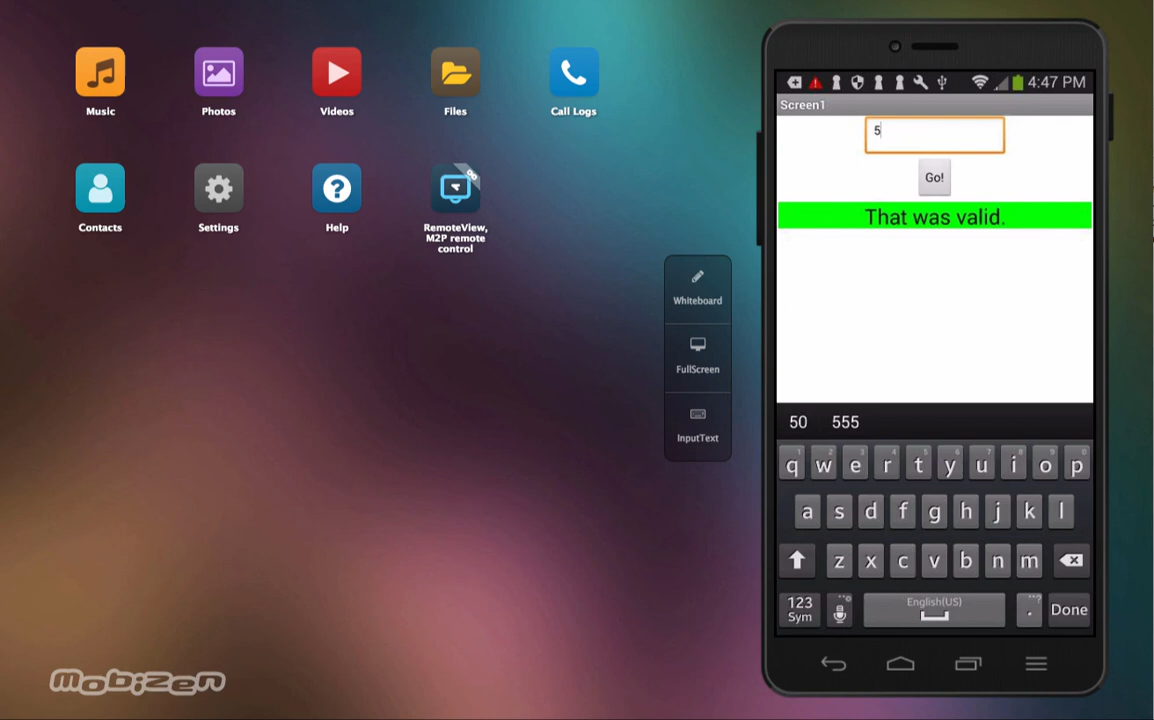 Music
Photos
Videos
Files
Call Logs
Contacts
Settings
Help
RemoteView,
M2P remote
control
Whiteboard
FullScreen
InputText
mobizen
4:47 PM
Screen1
5
Go!
That was valid.
50 555
q w e r t y u i o p
a s d f g h j k l
z x c v b n m
123
Sym
English(US)
.
Done